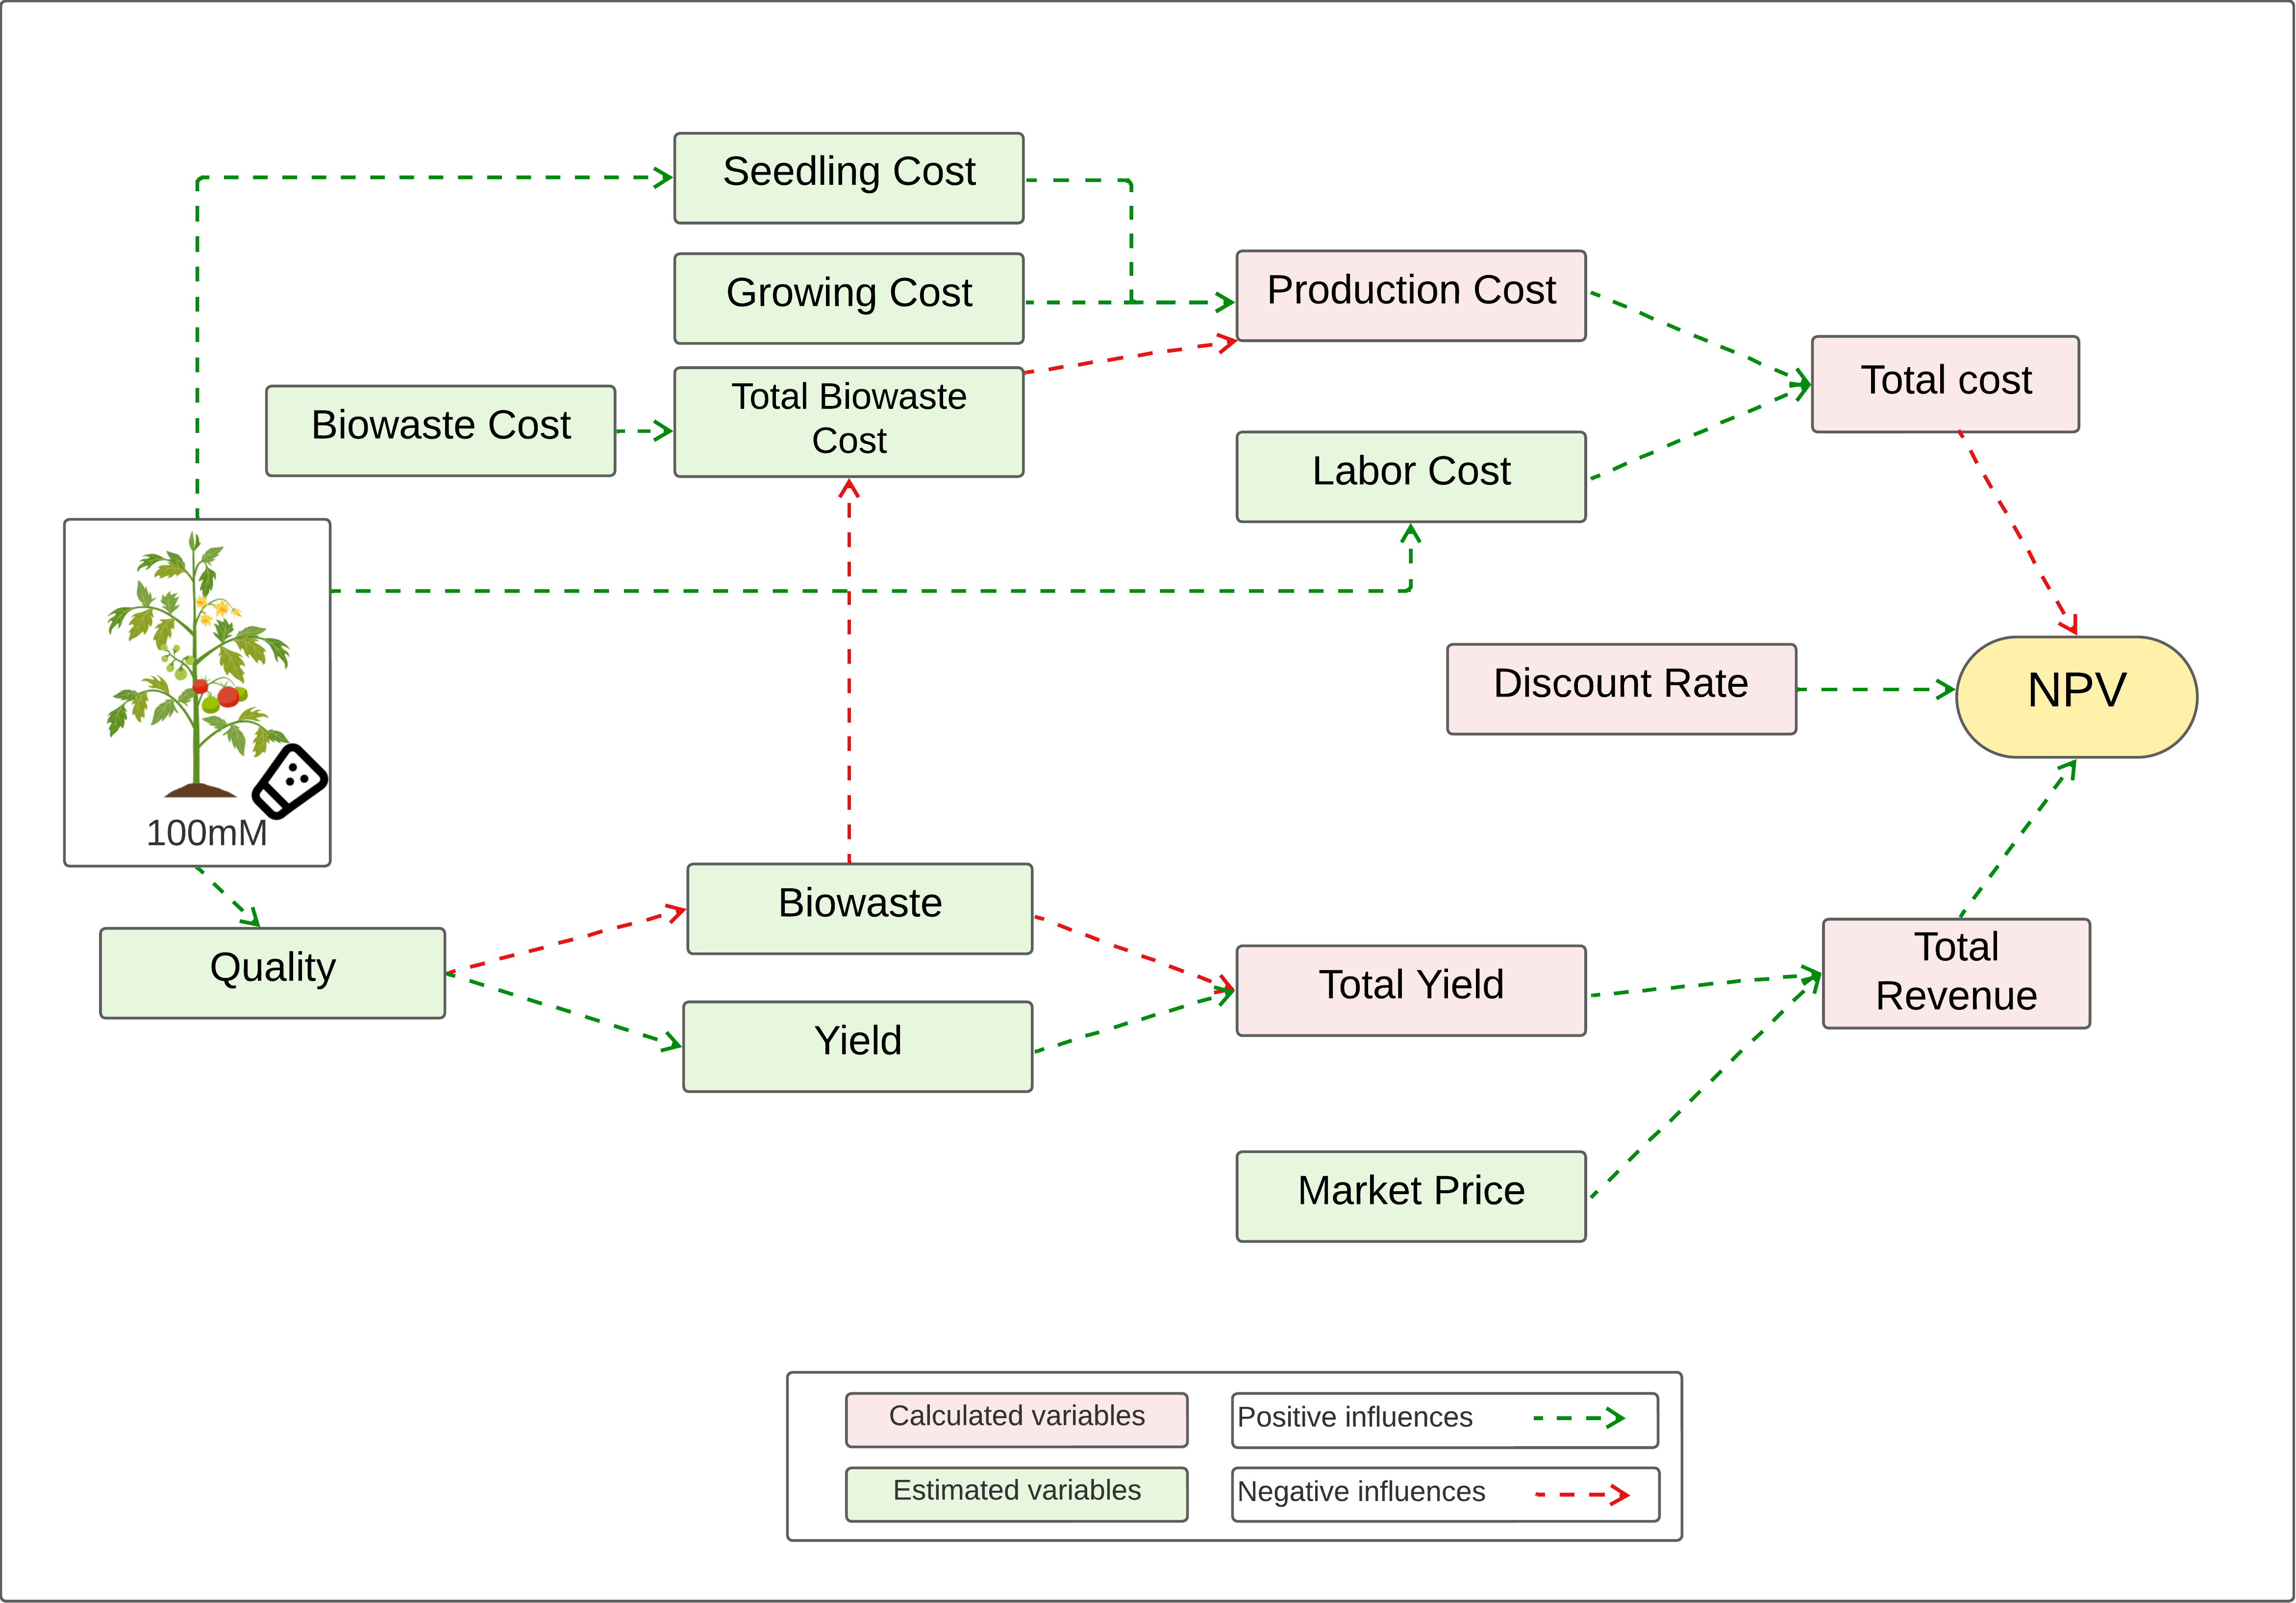 Seedling Cost
Growing Cost
Production Cost
Total Biowaste
Cost
Biowaste Cost
Total cost
Labor Cost
Discount Rate
NPV
100mM
Quality
Biowaste
Yield
Total Yield
Total
Revenue
Market Price
Calculated variables
Positive influences
Estimated variables
Negative influences